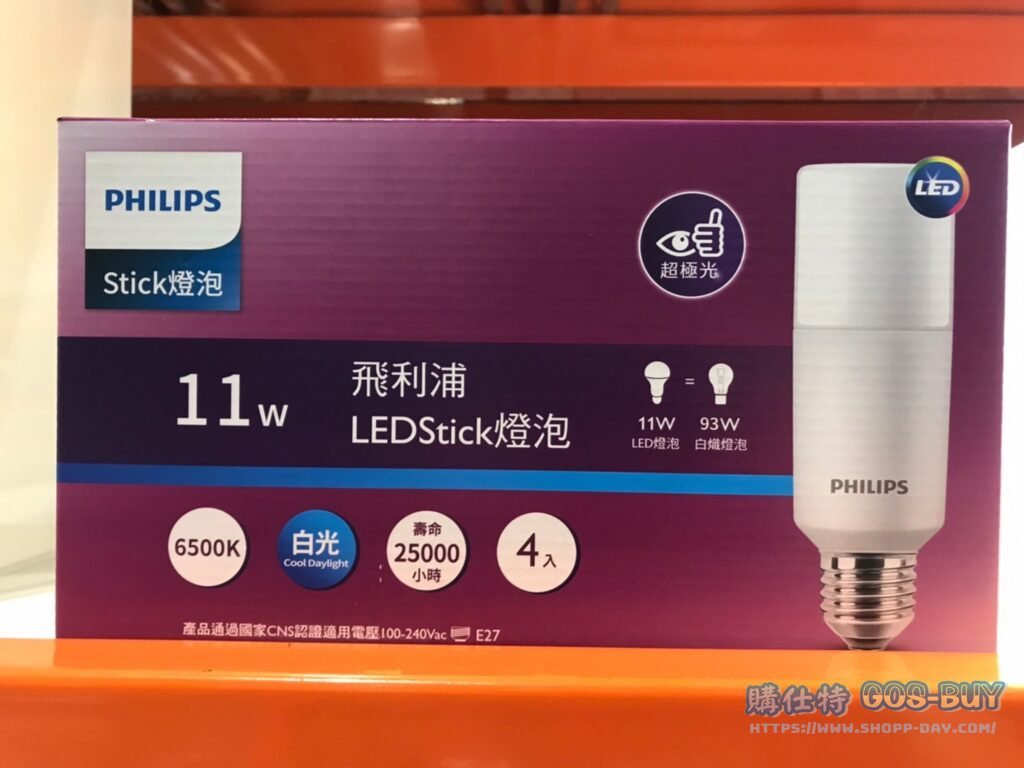 PHILIPS
Stick燈泡
LED
超極光
11W
飛利浦
LEDStick燈泡
11W = 93W
LED燈泡 白熾燈泡
PHILIPS
6500K
白光
Cool Daylight
壽命
25000
小時
4入
產品通過國家CNS認證適用電壓100-240Vac E27
購仕特 GOS-BUY
HTTPS://WWW.SHOPP-DAY.COM/